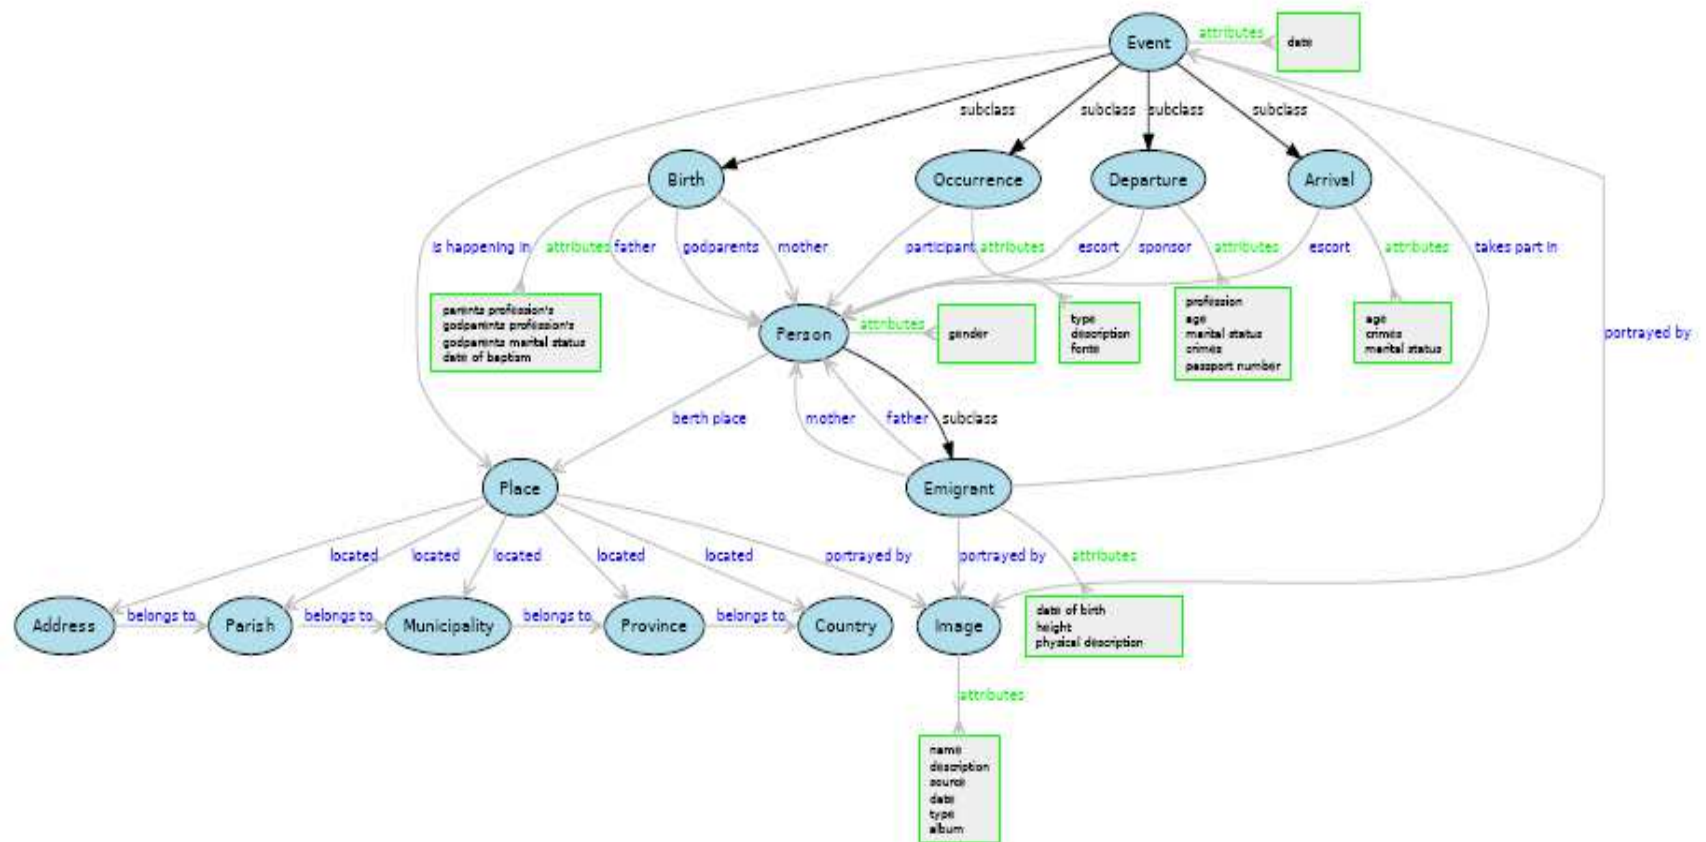 Event
attributes
date
subclass
subclass
subclass
subclass
Birth
Occurrence
Departure
Arrival
is happening in
attributes
father
godparents
mother
participant
attributes
escort
sponsor
attributes
escort
attributes
takes part in
parents profession's
godparents profession's
godparents marital status
date of baptism
Person
attributes
gender
type
description
fonte
profession
age
marital status
crimes
passport number
age
crimes
marital status
portrayed by
berth place
mother
father
subclass
Place
Emigrant
located
located
located
located
located
portrayed by
portrayed by
attributes
Address
belongs to
Parish
belongs to
Municipality
belongs to
Province
belongs to
Country
Image
date of birth
height
physical description
attributes
name
description
source
date
type
album